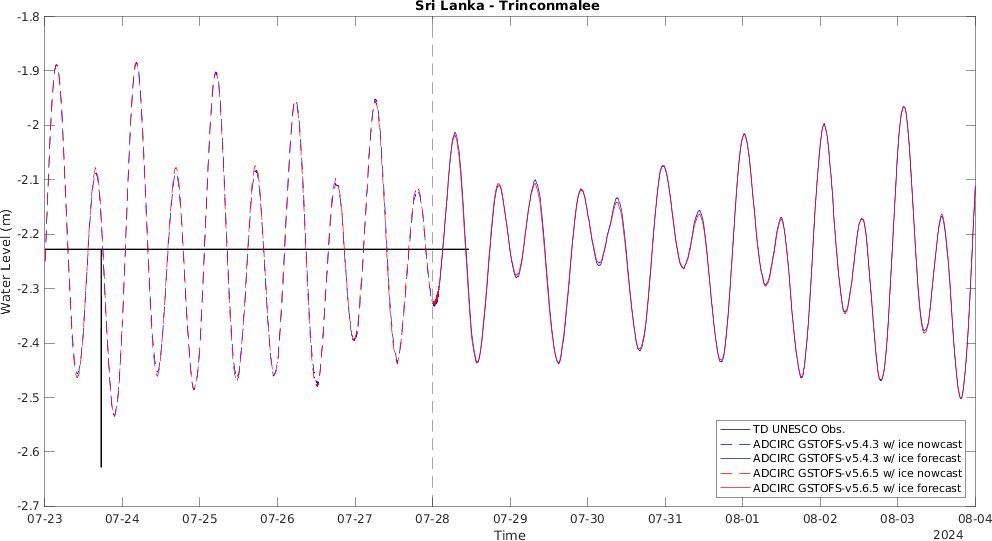 Sri Lanka - Trinconmalee
-1.8
-1.9
-2
-2.1
-2.2
-2.3
-2.4
-2.5
-2.6
-2.7
Water Level (m)
TD UNESCO Obs.
ADCIRC GSTOFS-v5.4.3 w/ ice nowcast
ADCIRC GSTOFS-v5.4.3 w/ ice forecast
ADCIRC GSTOFS-v5.6.5 w/ ice nowcast
ADCIRC GSTOFS-v5.6.5 w/ ice forecast
07-23 07-24 07-25 07-26 07-27 07-28 07-29 07-30 07-31 08-01 08-02 08-03 08-04
Time
2024